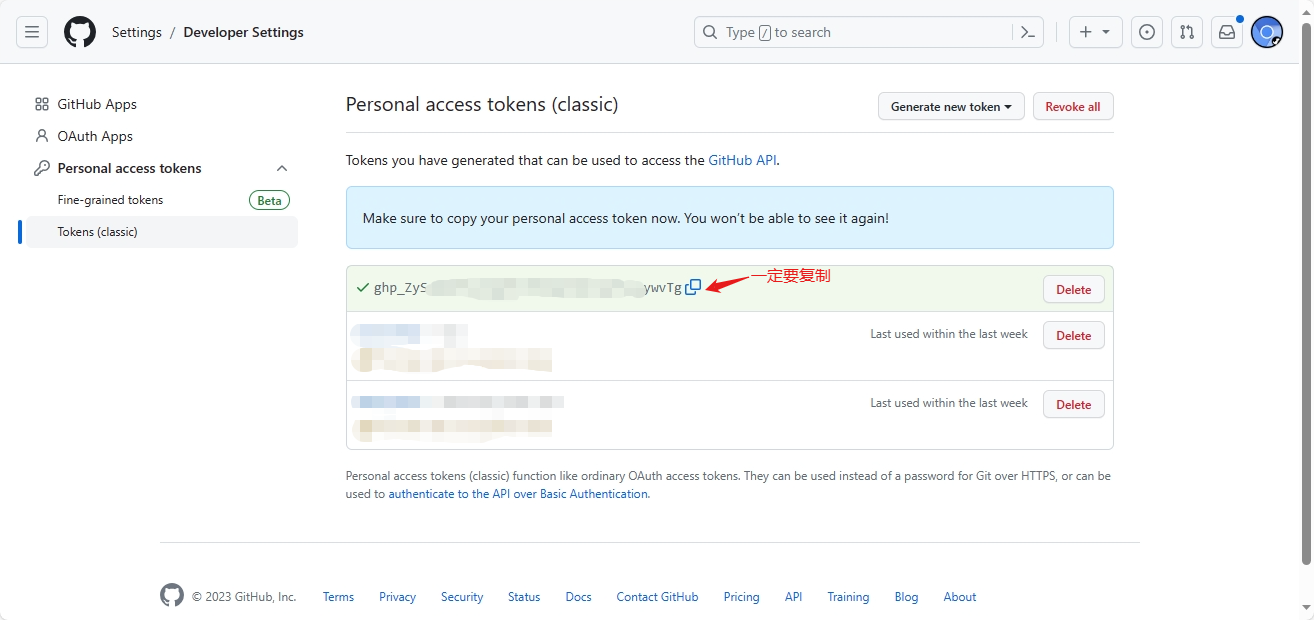 Settings / Developer Settings
Type / to search
GitHub Apps
OAuth Apps
Personal access tokens
Fine-grained tokens Beta
Tokens (classic)
Personal access tokens (classic)
Generate new token
Revoke all
Tokens you have generated that can be used to access the GitHub API.
Make sure to copy your personal access token now. You won't be able to see it again!
ghp_ZyS ywvTg
一定要复制
Delete
Last used within the last week
Delete
Last used within the last week
Delete
Personal access tokens (classic) function like ordinary OAuth access tokens. They can be used instead of a password for Git over HTTPS, or can be
used to authenticate to the API over Basic Authentication.
© 2023 GitHub, Inc. Terms Privacy Security Status Docs Contact GitHub Pricing API Training Blog About